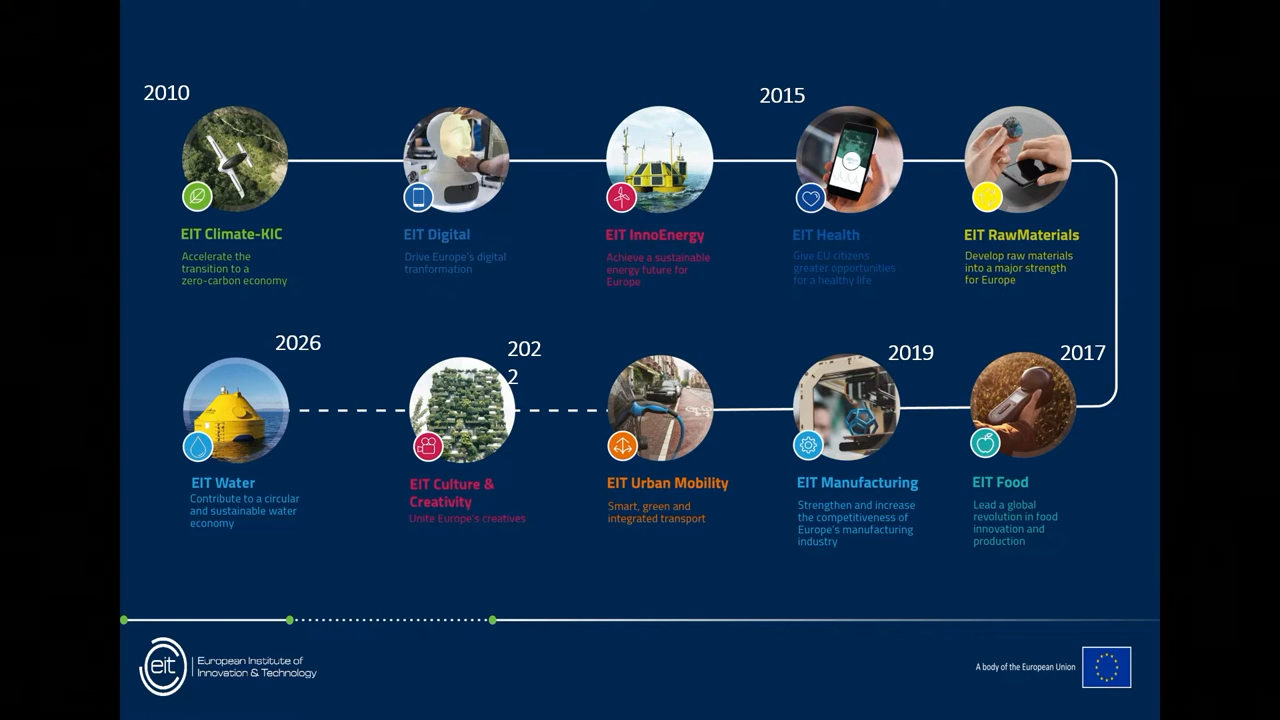 2010
2015
EIT Climate-KIC
Accelerate the
transition to a
zero-carbon economy
EIT Digital
Drive Europe's digital
tranformation
EIT InnoEnergy
Achieve a sustainable
energy future for
Europe
EIT Health
Give EU citizens
greater opportunities
for a healthy life
EIT RawMaterials
Develop raw materials
into a major strength
for Europe
2026
202
2
2019
2017
EIT Water
Contribute to a circular
and sustainable water
economy
EIT Culture &
Creativity
Unite Europe's creatives
EIT Urban Mobility
Smart, green and
integrated transport
EIT Manufacturing
Strengthen and increase
the competitiveness of
Europe's manufacturing
industry
EIT Food
Lead a global
revolution in food
innovation and
production
eit
European Institute of
Innovation & Technology
A body of the European Union